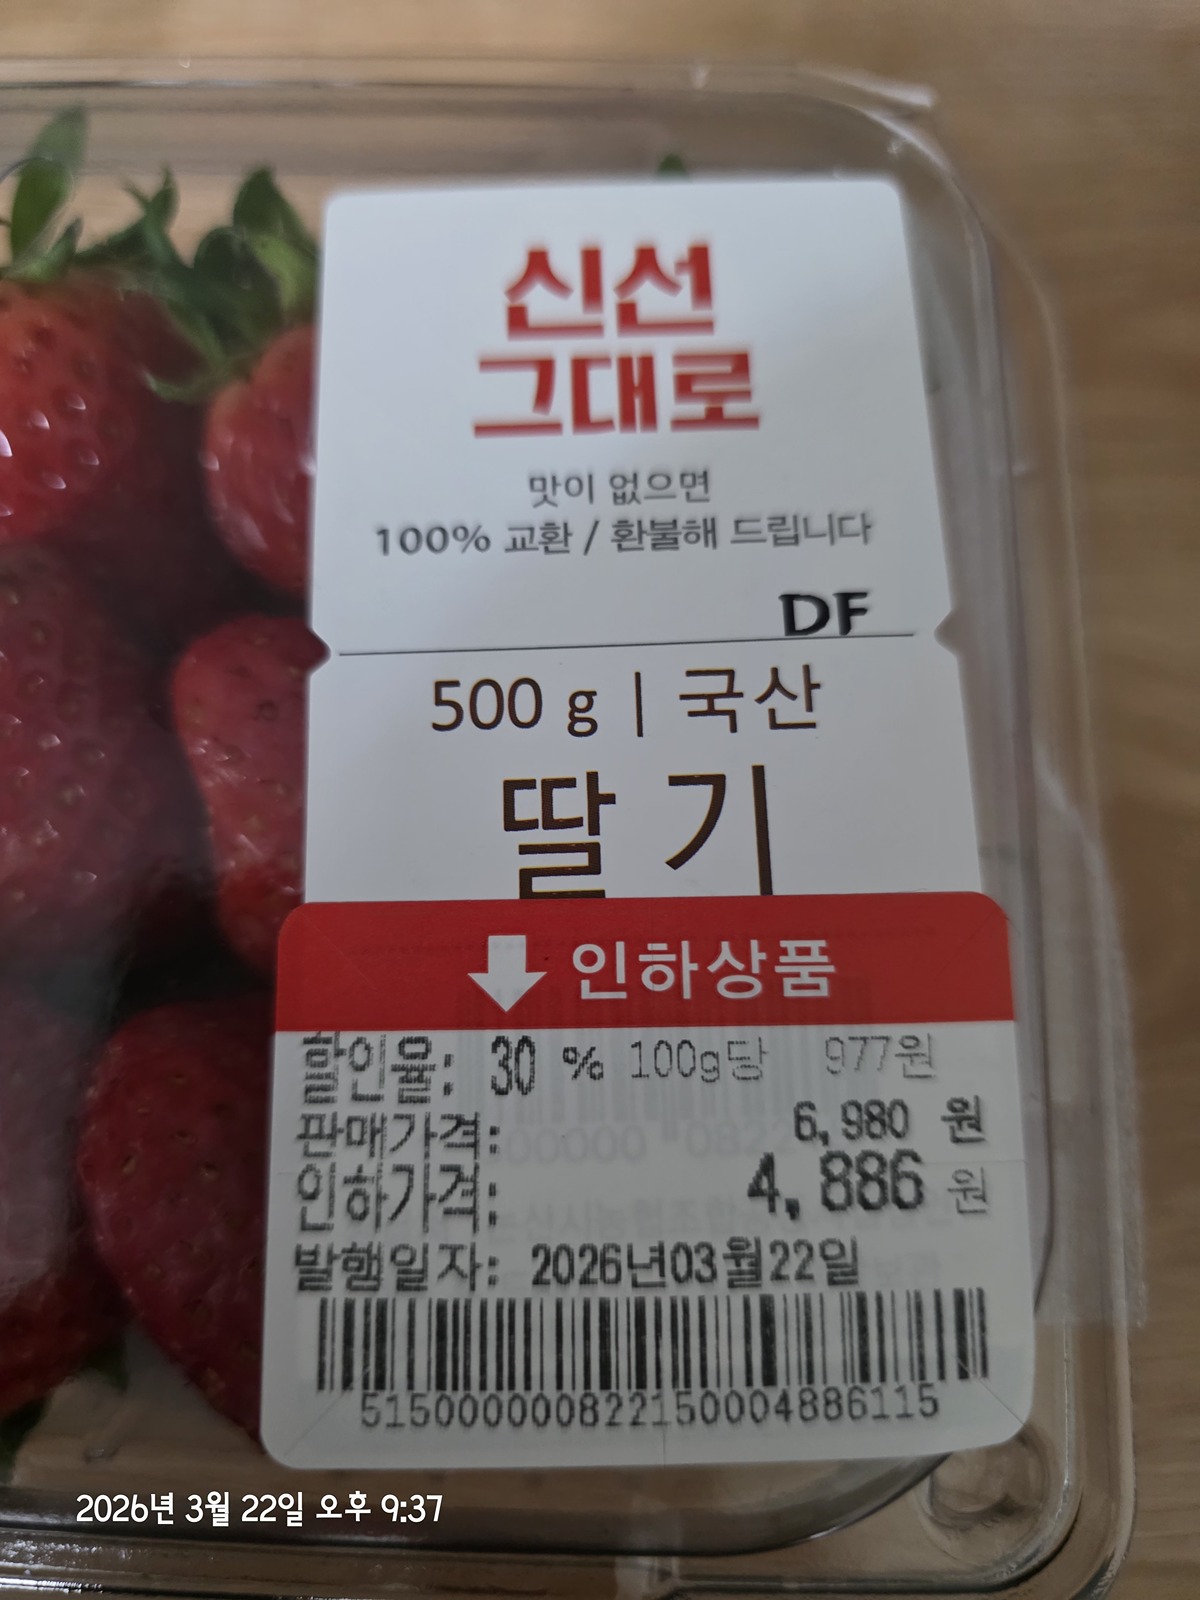 신선
그대로
맛이 없으면
100% 교환 / 환불해 드립니다
DF
500 g | 국산
딸기
인하상품
할인율: 30 % 100g당 977원
판매가격: 6,980 원
인하가격: 4,886 원
발행일자: 2026년03월22일
515000000822150004886115
2026년 3월 22일 오후 9:37